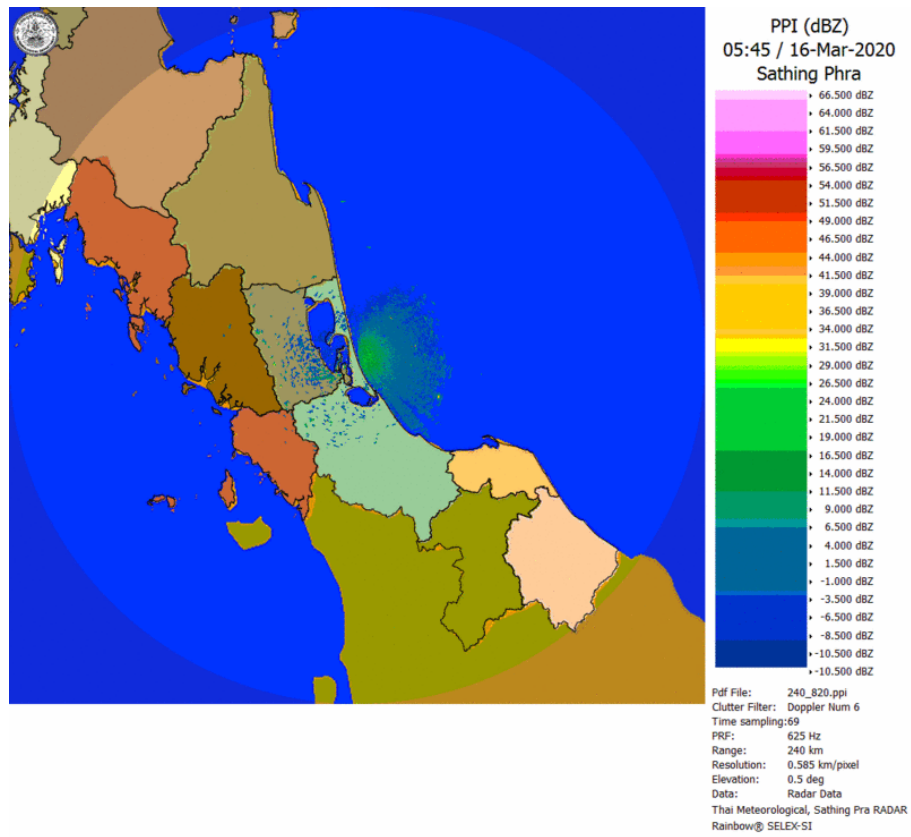 PPI (dBZ)
05:45 / 16-Mar-2020
Sathing Phra
66.500 dBZ
64.000 dBZ
61.500 dBZ
59.500 dBZ
56.500 dBZ
54.000 dBZ
51.500 dBZ
49.000 dBZ
46.500 dBZ
44.000 dBZ
41.500 dBZ
39.000 dBZ
36.500 dBZ
34.000 dBZ
31.500 dBZ
29.000 dBZ
26.500 dBZ
24.000 dBZ
21.500 dBZ
19.000 dBZ
16.500 dBZ
14.000 dBZ
11.500 dBZ
9.000 dBZ
6.500 dBZ
4.000 dBZ
1.500 dBZ
-1.000 dBZ
-3.500 dBZ
-6.500 dBZ
-8.500 dBZ
-10.500 dBZ
-10.500 dBZ
Pdf File: 240_820.ppi
Clutter Filter: Doppler Num 6
Time sampling:69
PRF: 625 Hz
Range: 240 km
Resolution: 0.585 km/pixel
Elevation: 0.5 deg
Data: Radar Data
Thai Meteorological, Sathing Pra RADAR
Rainbow® SELEX-SI